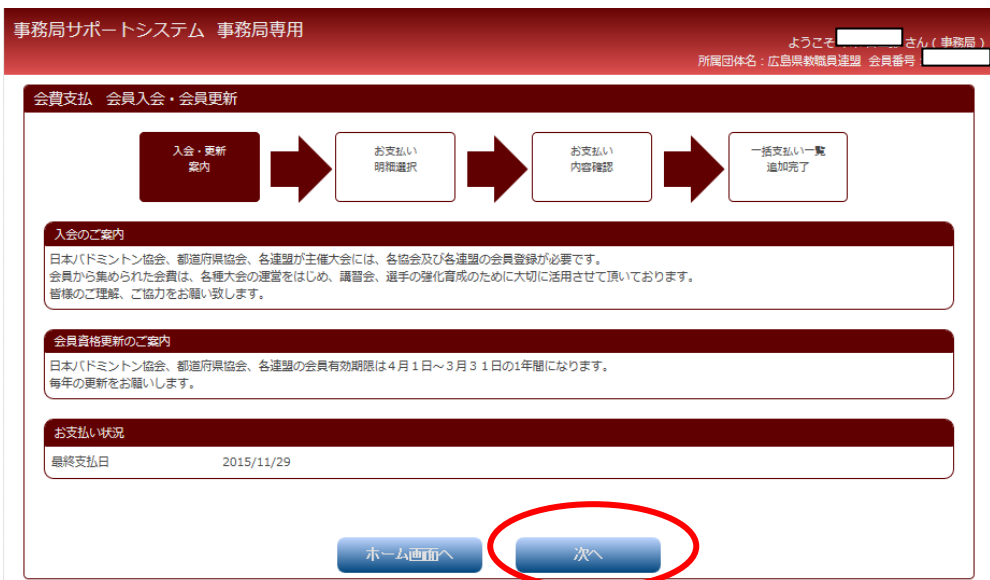 事務局サポートシステム 事務局専用
ようこそ さん ( 事務局 )
所属団体名：広島県教職員連盟 会員番号：
会費支払 会員入会・会員更新
入会・更新
案内
お支払い
明細選択
お支払い
内容確認
一括支払い一覧
追加完了
入会のご案内
日本バドミントン協会、都道府県協会、各連盟が主催大会には、各協会及び各連盟の会員登録が必要です。
会員から集められた会費は、各種大会の運営をはじめ、講習会、選手の強化育成のために大切に活用させて頂いております。
皆様のご理解、ご協力をお願い致します。
会員資格更新のご案内
日本バドミントン協会、都道府県協会、各連盟の会員有効期限は４月１日～３月３１日の1年間になります。
毎年の更新をお願いします。
お支払い状況
最終支払日 2015/11/29
ホーム画面へ 次へ